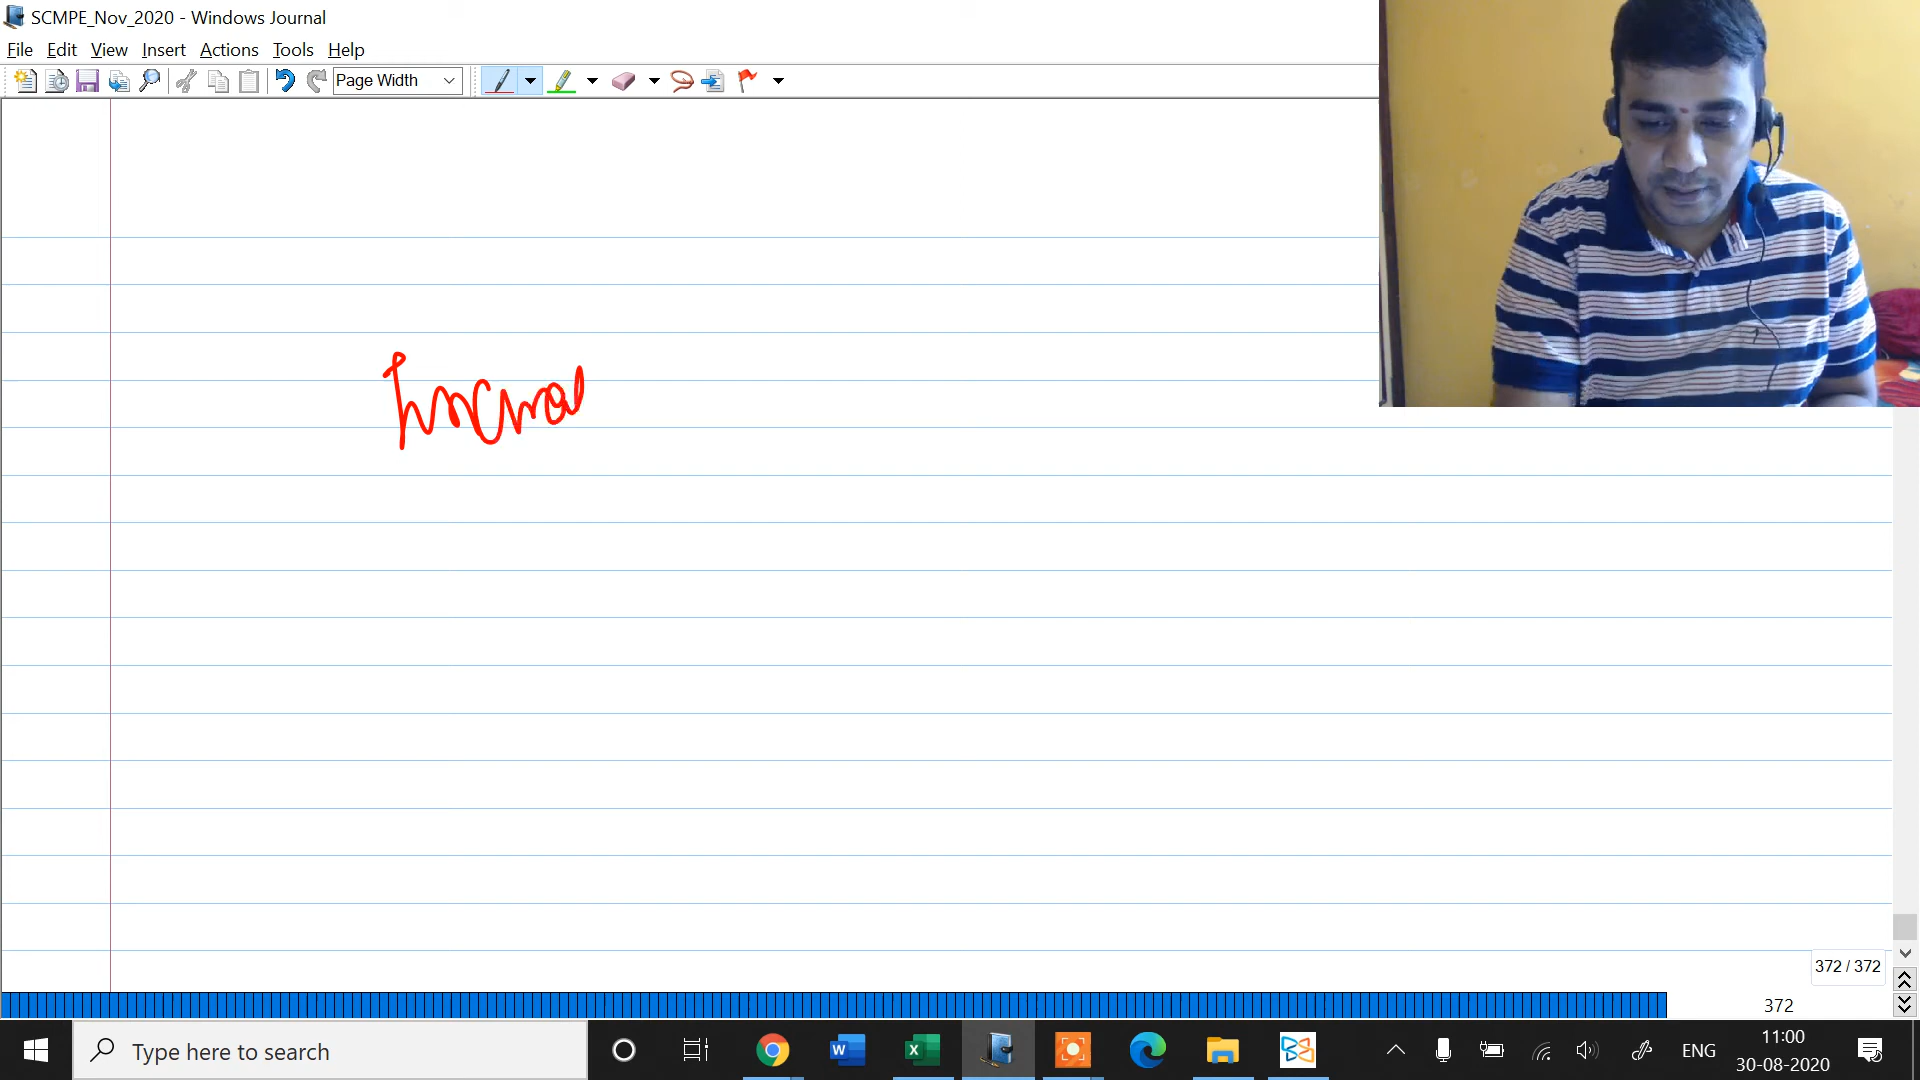 SCMPE_Nov_2020 - Windows Journal
File Edit View Insert Actions Tools Help
Page Width
372 / 372
372
Type here to search
ENG
11:00
30-08-2020